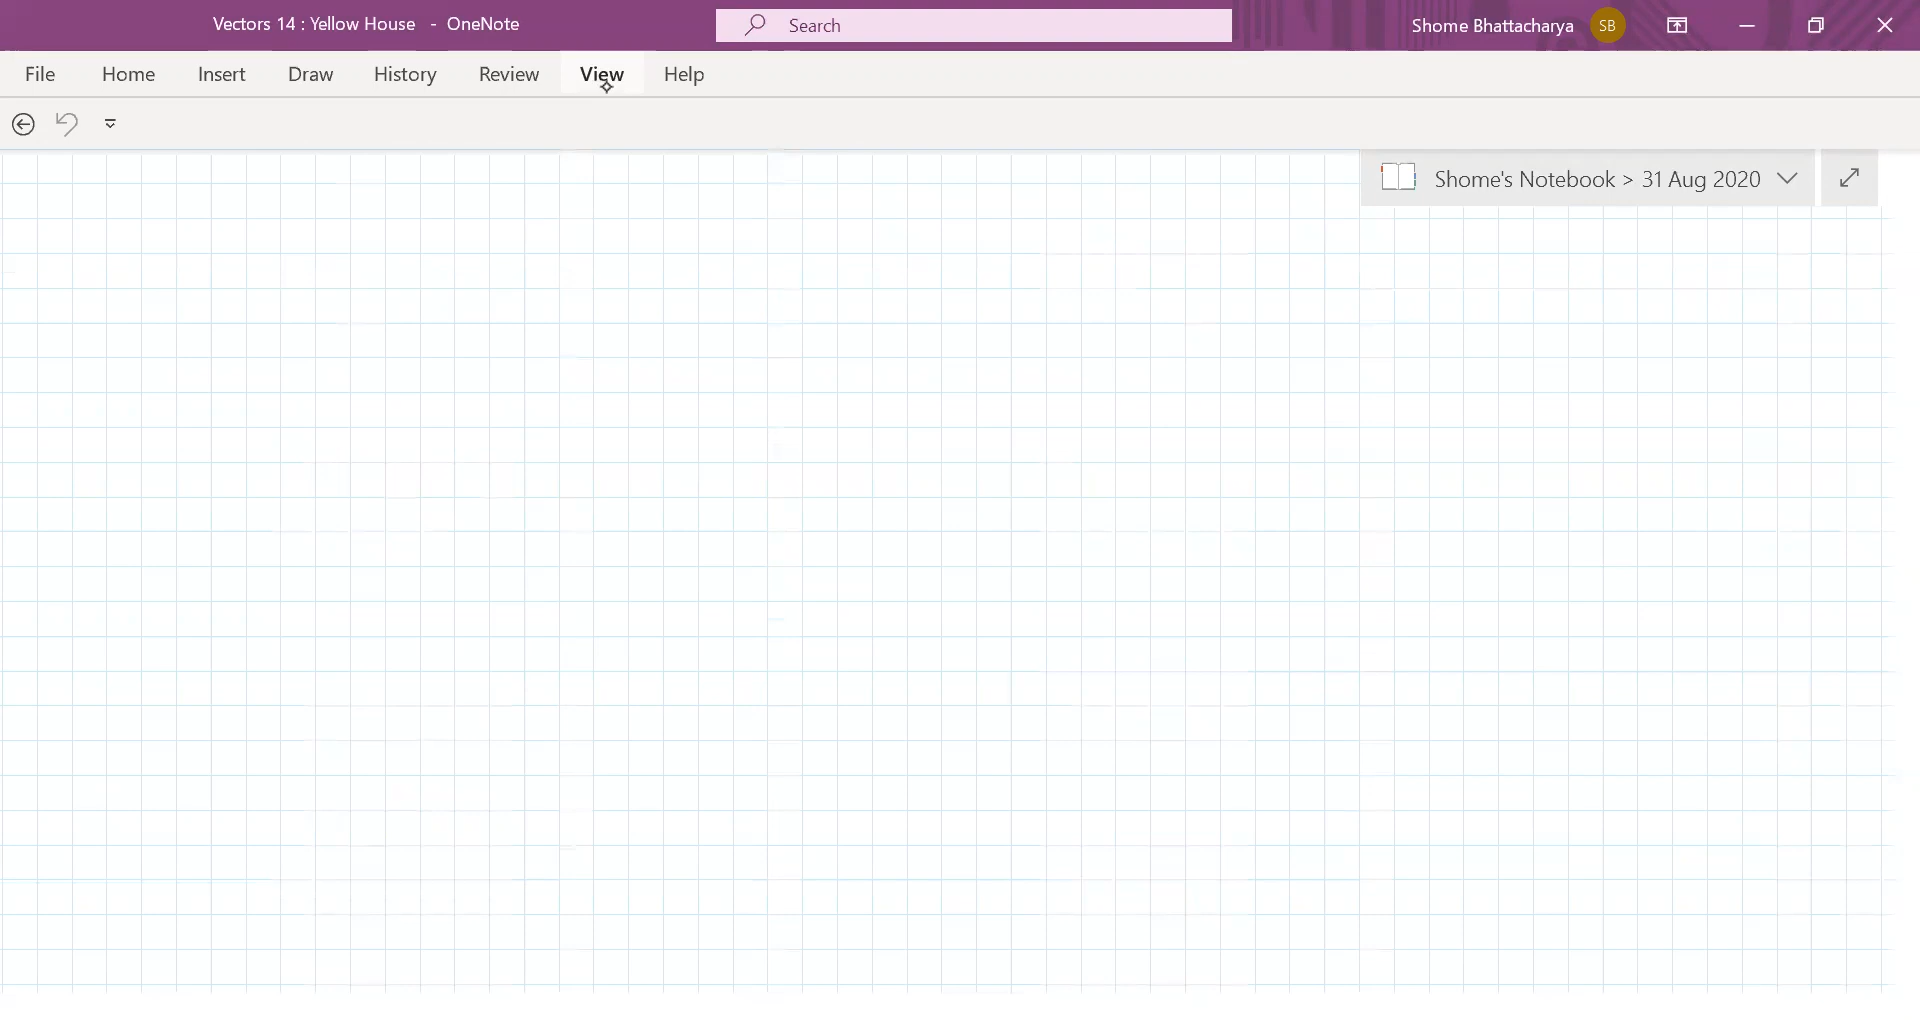 Vectors 14 : Yellow House - OneNote
Search
Shome Bhattacharya SB
File Home Insert Draw History Review View Help
Shome's Notebook > 31 Aug 2020